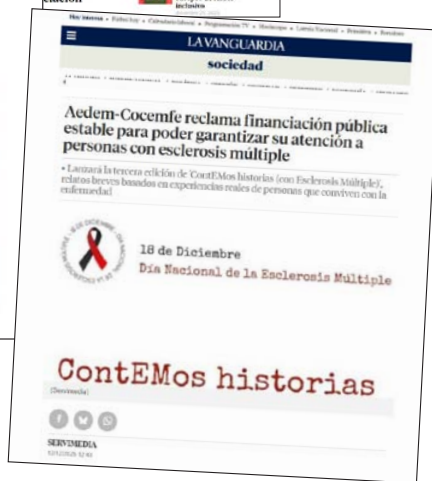 inclusivo
LA VANGUARDIA
sociedad
Aedem-Cocemfe reclama financiación pública
estable para poder garantizar su atención a
personas con esclerosis múltiple
• Lanzará la tercera edición de 'ContEMos historias (con Esclerosis Múltiple)',
relatos breves basados en experiencias reales de personas que conviven con la
enfermedad
18 de Diciembre
Día Nacional de la Esclerosis Múltiple
ContEMos historias
(Servimedia)
SERVIMEDIA